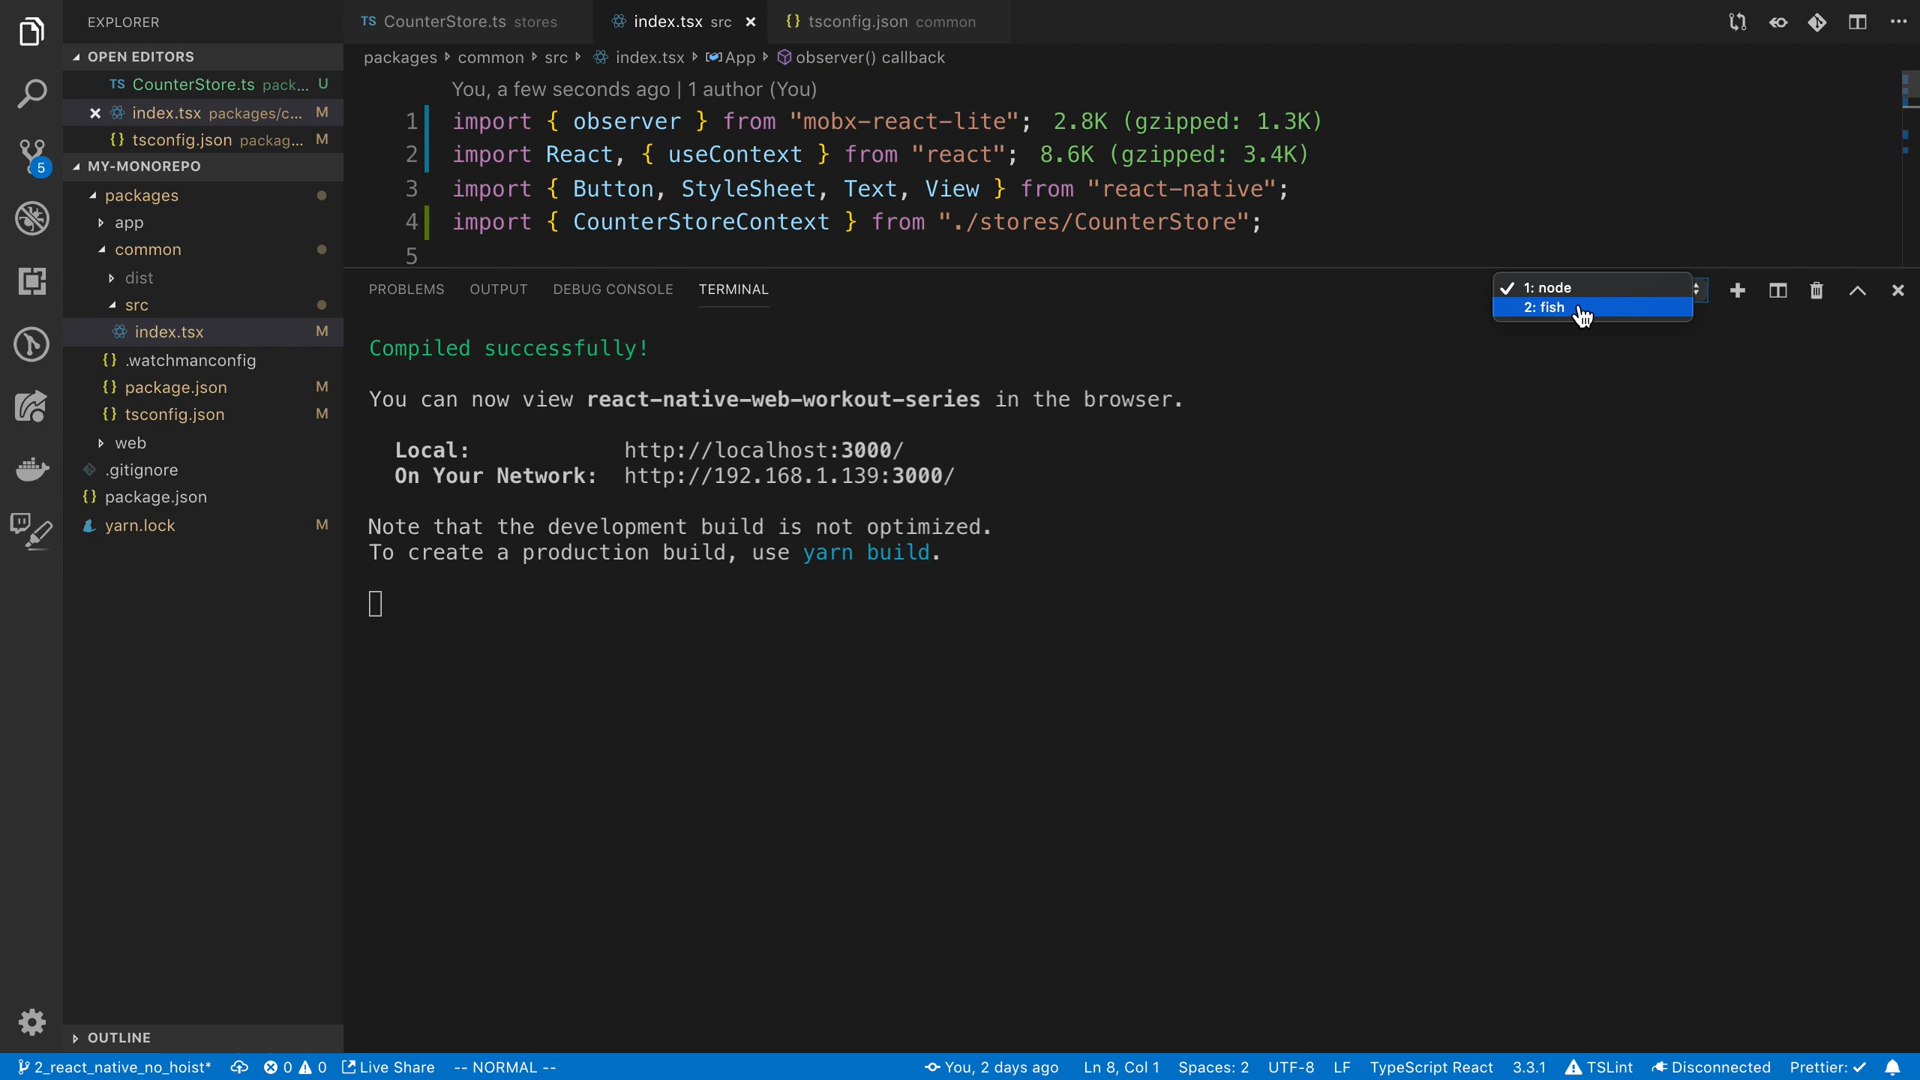 EXPLORER
OPEN EDITORS
TS CounterStore.ts pack... U
index.tsx packages/c... M
{} tsconfig.json packag... M
MY-MONOREPO
packages
app
common
dist
src
index.tsx M
{} .watchmanconfig
{} package.json M
{} tsconfig.json M
web
.gitignore
{} package.json
yarn.lock M
OUTLINE
5
TS CounterStore.ts stores
index.tsx src
{} tsconfig.json common
packages common src index.tsx App observer() callback
You, a few seconds ago | 1 author (You)
1 import { observer } from "mobx-react-lite"; 2.8K (gzipped: 1.3K)
2 import React, { useContext } from "react"; 8.6K (gzipped: 3.4K)
3 import { Button, StyleSheet, Text, View } from "react-native";
4 import { CounterStoreContext } from "./stores/CounterStore";
5
PROBLEMS OUTPUT DEBUG CONSOLE TERMINAL
1: node
2: fish
Compiled successfully!
You can now view react-native-web-workout-series in the browser.
Local: http://localhost:3000/
On Your Network: http://192.168.1.139:3000/
Note that the development build is not optimized.
To create a production build, use yarn build.
2_react_native_no_hoist* 0 0 Live Share -- NORMAL -- You, 2 days ago Ln 8, Col 1 Spaces: 2 UTF-8 LF TypeScript React 3.3.1 TSLint Disconnected Prettier: